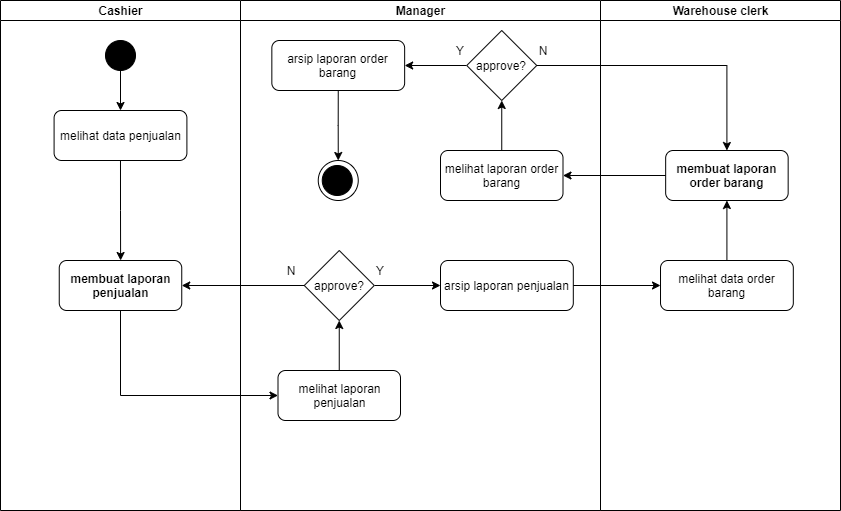 Cashier
Manager
Warehouse clerk
melihat data penjualan
membuat laporan
penjualan
melihat laporan
penjualan
N
approve?
Y
arsip laporan penjualan
melihat data order
barang
membuat laporan
order barang
melihat laporan order
barang
Y
approve?
N
arsip laporan order
barang